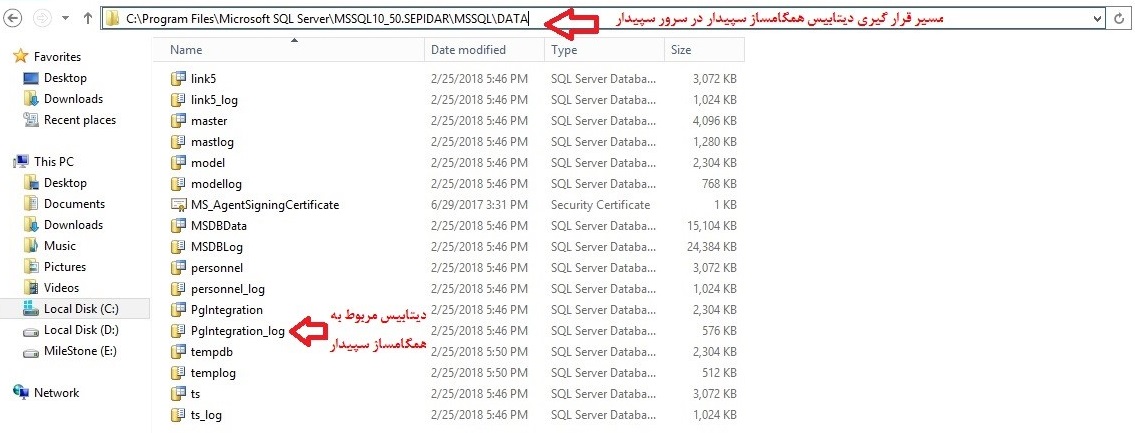 C:\Program Files\Microsoft SQL Server\MSSQL10_50.SEPIDAR\MSSQL\DATA
مسیر قرار گیری دیتابیس همگامساز سپیدار در سرور سپیدار
Favorites
Desktop
Downloads
Recent places
This PC
Desktop
Documents
Downloads
Music
Pictures
Videos
Local Disk (C:)
Local Disk (D:)
MileStone (E:)
Network
Name Date modified Type Size
link5 2/25/2018 5:46 PM SQL Server Databa... 3,072 KB
link5_log 2/25/2018 5:46 PM SQL Server Databa... 1,024 KB
master 2/25/2018 5:46 PM SQL Server Databa... 4,096 KB
mastlog 2/25/2018 5:46 PM SQL Server Databa... 1,280 KB
model 2/25/2018 5:46 PM SQL Server Databa... 2,304 KB
modellog 2/25/2018 5:46 PM SQL Server Databa... 768 KB
MS_AgentSigningCertificate 6/29/2017 3:31 PM Security Certificate 1 KB
MSDBData 2/25/2018 5:46 PM SQL Server Databa... 15,104 KB
MSDBLog 2/25/2018 5:46 PM SQL Server Databa... 24,384 KB
personnel 2/25/2018 5:46 PM SQL Server Databa... 3,072 KB
personnel_log 2/25/2018 5:46 PM SQL Server Databa... 1,024 KB
PgIntegration 2/25/2018 5:46 PM SQL Server Databa... 2,304 KB
PgIntegration_log 2/25/2018 5:46 PM SQL Server Databa... 576 KB
tempdb 2/25/2018 5:50 PM SQL Server Databa... 2,304 KB
templog 2/25/2018 5:50 PM SQL Server Databa... 512 KB
ts 2/25/2018 5:46 PM SQL Server Databa... 3,072 KB
ts_log 2/25/2018 5:46 PM SQL Server Databa... 1,024 KB
دیتابیس مربوط به
همگامساز سپیدار